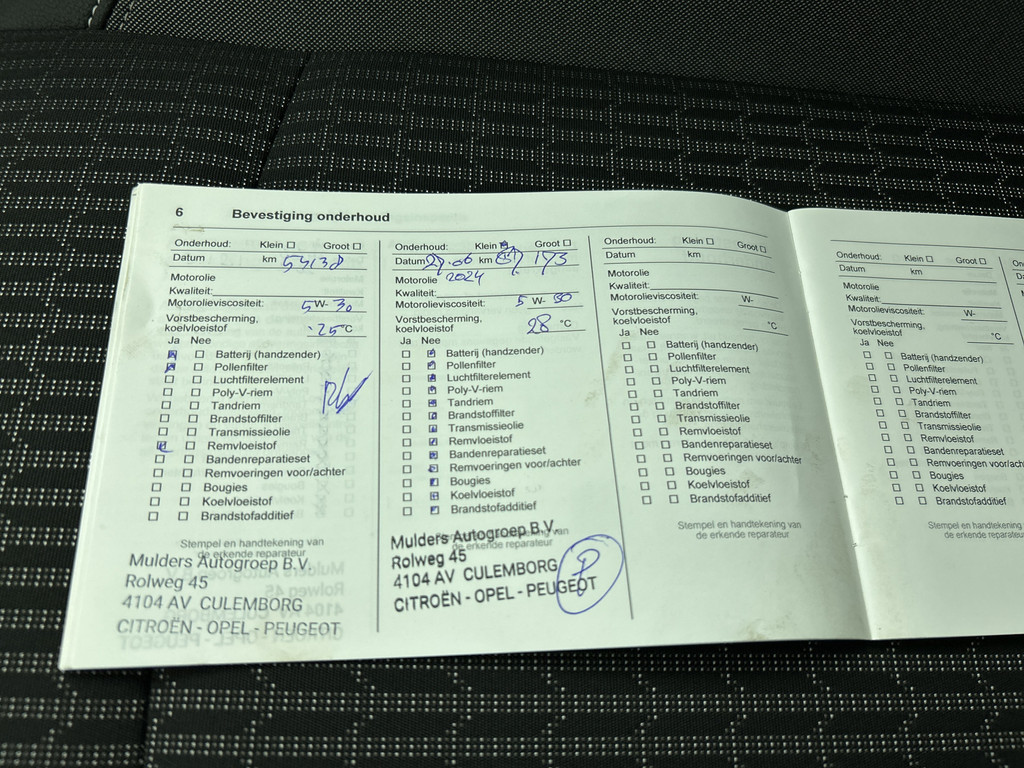 6 Bevestiging onderhoud
Onderhoud: Klein ☐ Groot ☐
Datum km 54138
Motorolie
Kwaliteit:
Motorolieviscositeit: 5 W- 30
Vorstbescherming,
koelvloeistof -25 °C
Ja Nee
Batterij (handzender)
Pollenfilter
Luchtfilterelement
Poly-V-riem
Tandriem
Brandstoffilter
Transmissieolie
Remvloeistof
Bandenreparatieset
Remvoeringen voor/achter
Bougies
Koelvloeistof
Brandstofadditief
Stempel en handtekening van
de erkende reparateur
Mulders Autogroep B.V.
Rolweg 45
4104 AV CULEMBORG
CITROËN - OPEL - PEUGEOT
Onderhoud: Klein Groot ☐
Datum km 173
2024
Motorolie
Kwaliteit:
Motorolieviscositeit: 5 W- 30
Vorstbescherming,
koelvloeistof 28 °C
Ja Nee
Batterij (handzender)
Pollenfilter
Luchtfilterelement
Poly-V-riem
Tandriem
Brandstoffilter
Transmissieolie
Remvloeistof
Bandenreparatieset
Remvoeringen voor/achter
Bougies
Koelvloeistof
Brandstofadditief
van
de erkende reparateur
Mulders Autogroep B.V.
Rolweg 45
4104 AV CULEMBORG
CITROËN - OPEL - PEUGEOT
Onderhoud: Klein ☐ Groot ☐
Datum km
Motorolie
Kwaliteit:
Motorolieviscositeit: W-
Vorstbescherming,
koelvloeistof °C
Ja Nee
Batterij (handzender)
Pollenfilter
Luchtfilterelement
Poly-V-riem
Tandriem
Brandstoffilter
Transmissieolie
Remvloeistof
Bandenreparatieset
Remvoeringen voor/achter
Bougies
Koelvloeistof
Brandstofadditief
Stempel en handtekening van
de erkende reparateur
Onderhoud: Klein ☐ Groot ☐
Datum km
Motorolie
Kwaliteit:
Motorolieviscositeit: W-
Vorstbescherming,
koelvloeistof °C
Ja Nee
Batterij (handzender)
Pollenfilter
Luchtfilterelement
Poly-V-riem
Tandriem
Brandstoffilter
Transmissieolie
Remvloeistof
Bandenreparatieset
Remvoeringen voor/achter
Bougies
Koelvloeistof
Brandstofadditief
Stempel en handtekening van
de erkende reparateur